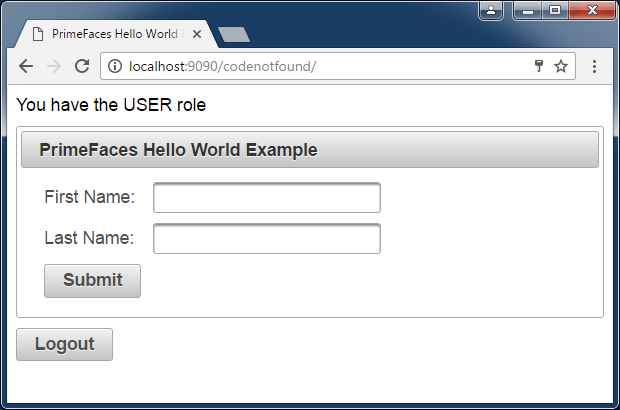 PrimeFaces Hello World
localhost:9090/codenotfound/
You have the USER role
PrimeFaces Hello World Example
First Name:
Last Name:
Submit
Logout